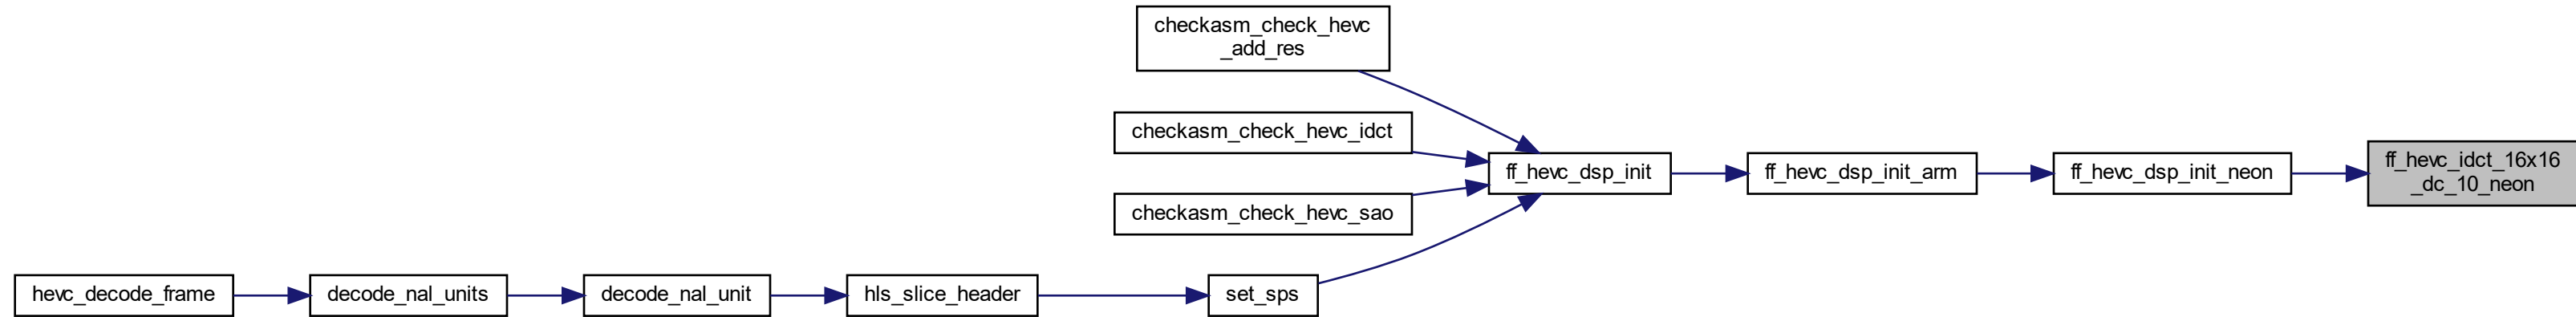 checkasm_check_hevc
_add_res
checkasm_check_hevc_idct
checkasm_check_hevc_sao
ff_hevc_dsp_init
ff_hevc_dsp_init_arm
ff_hevc_dsp_init_neon
ff_hevc_idct_16x16
_dc_10_neon
hevc_decode_frame
decode_nal_units
decode_nal_unit
hls_slice_header
set_sps